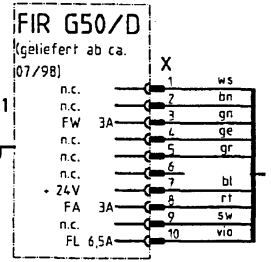 FIR G50/D
(geliefert ab ca.
07/98)
X
n.c. 1 ws
n.c. 2 bn
FW 3A 3 gn
n.c. 4 ge
n.c. 5 gr
n.c. 6
+ 24V 7 bl
FA 3A 8 rt
n.c. 9 sw
FL 6,5A 10 vio
1